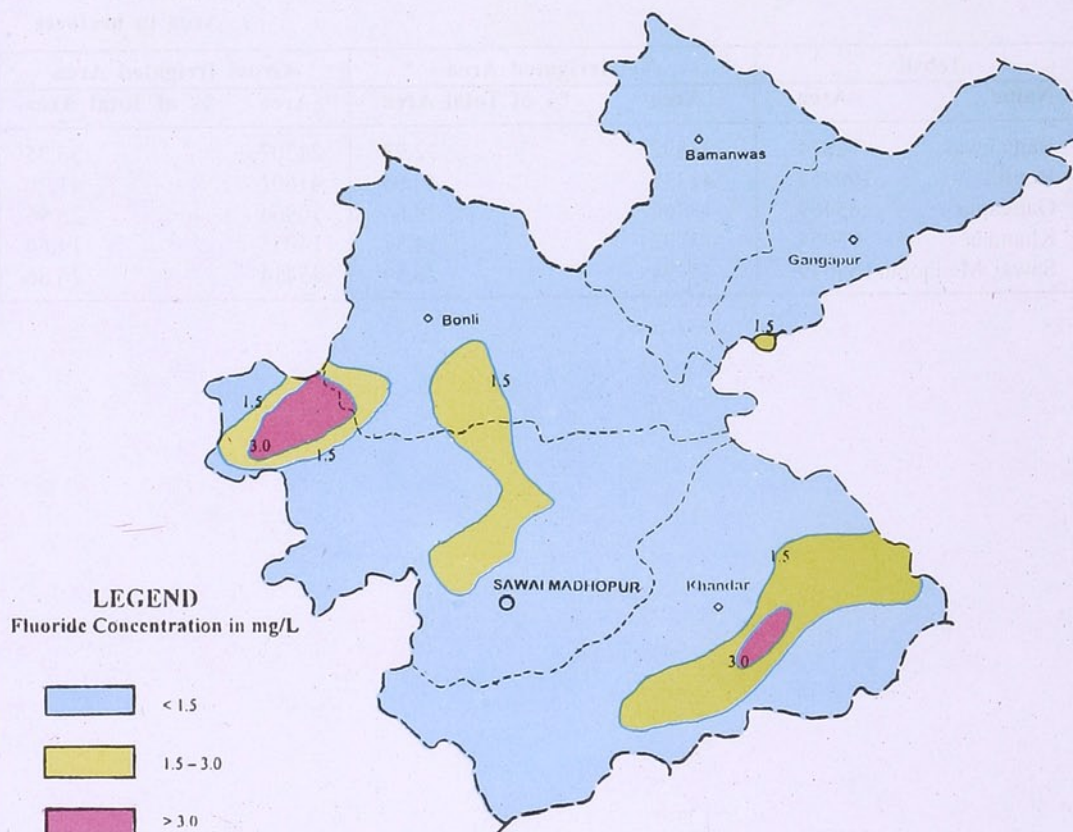 Bamanwas
Gangapur
1.5
Bonli
1.5
1.5
3.0
1.5
1.5
SAWAI MADHOPUR
Khandar
3.0
LEGEND
Fluoride Concentration in mg/L
< 1.5
1.5 – 3.0
> 3.0